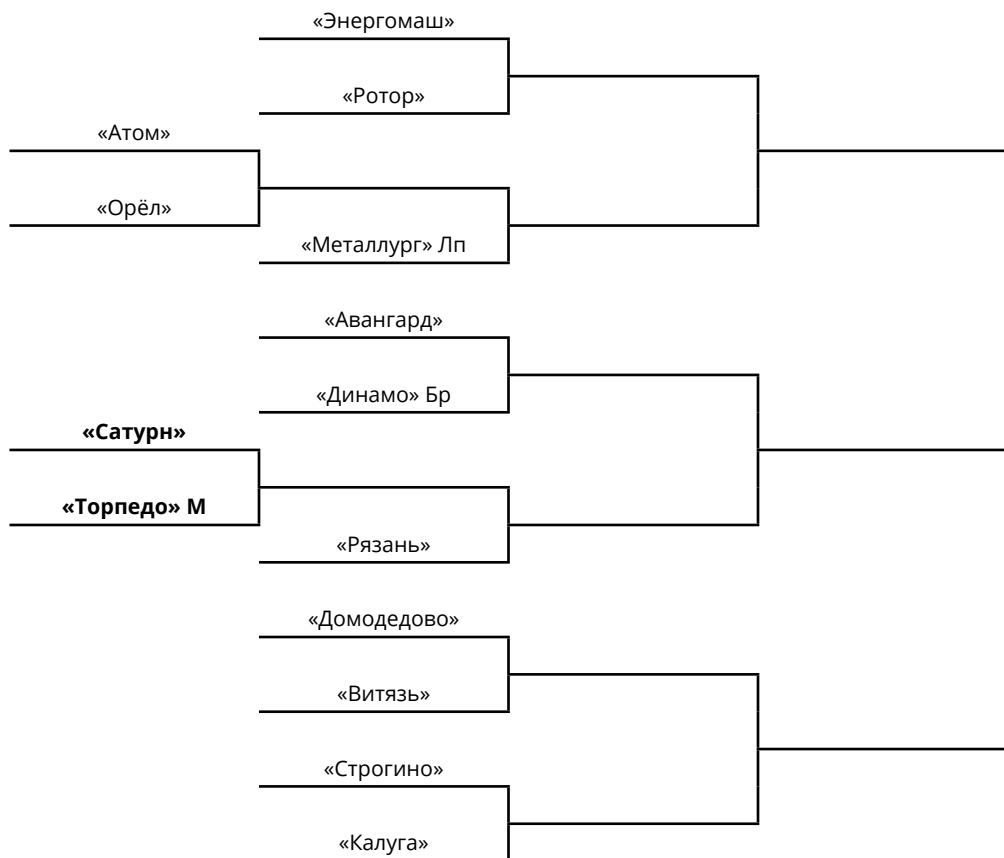 «Энергомаш»
«Ротор»
«Атом»
«Орёл»
«Металлург» Лп
«Авангард»
«Динамо» Бр
«Сатурн»
«Торпедо» М
«Рязань»
«Домодедово»
«Витязь»
«Строгино»
«Калуга»